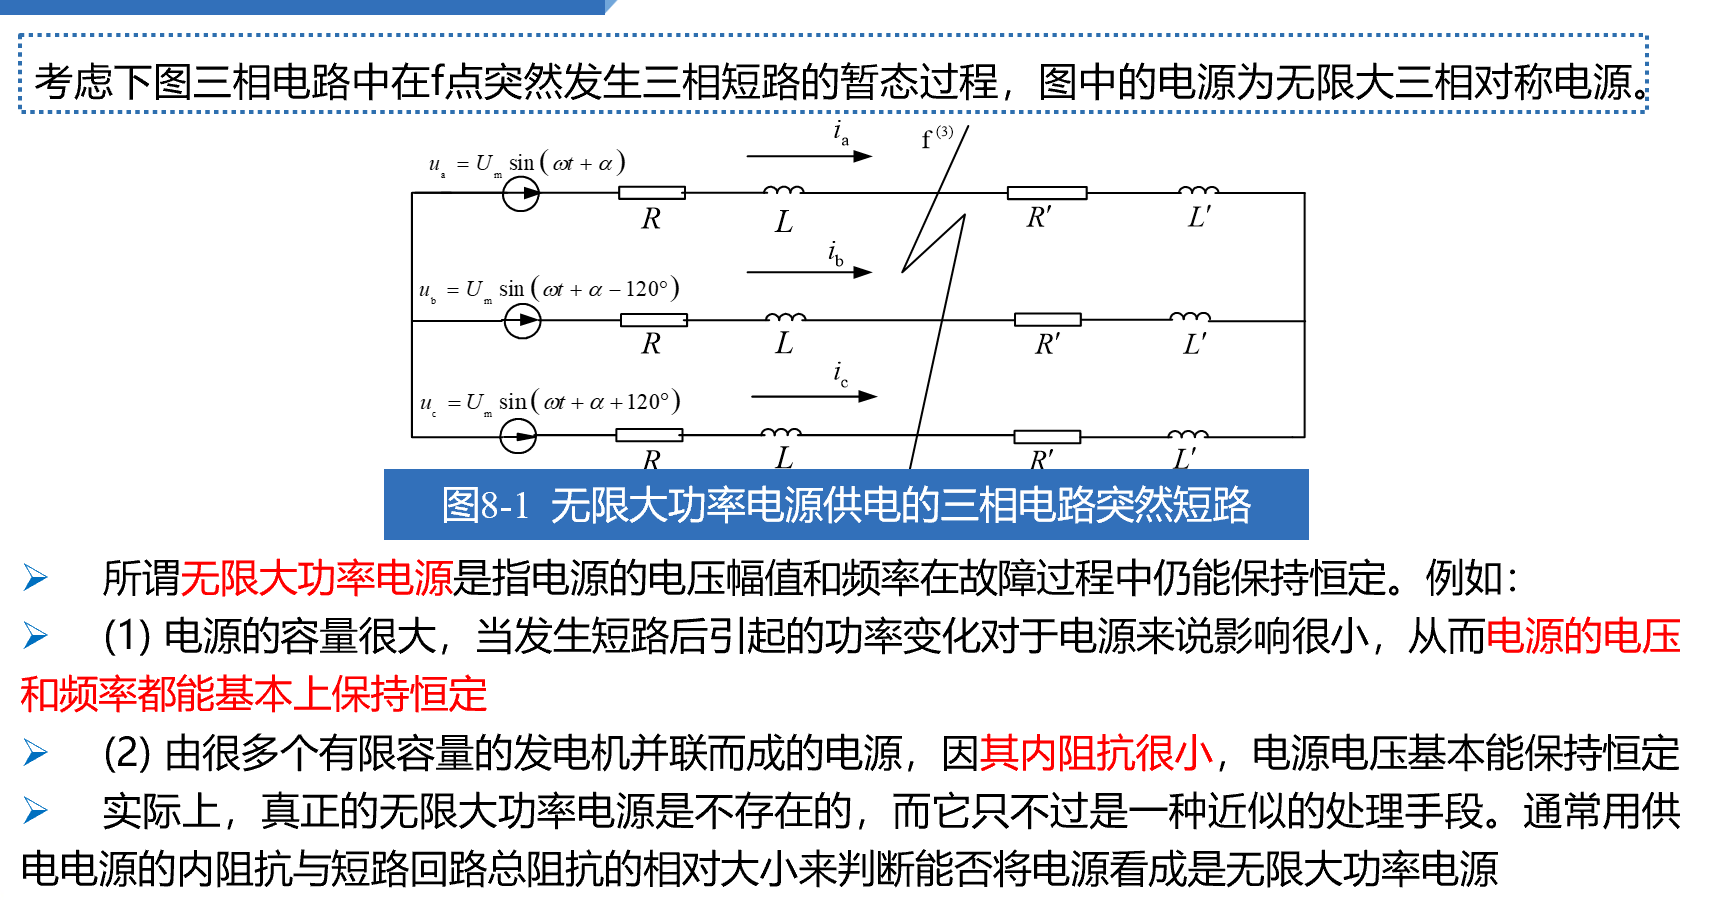 考虑下图三相电路中在f点突然发生三相短路的暂态过程，图中的电源为无限大三相对称电源。
i_a
f^(3)
u_a = U_m sin(ωt + α)
R
L
R′
L′
i_b
u_b = U_m sin(ωt + α − 120°)
R
L
R′
L′
i_c
u_c = U_m sin(ωt + α + 120°)
R
L
R′
L′
图8-1 无限大功率电源供电的三相电路突然短路
所谓无限大功率电源是指电源的电压幅值和频率在故障过程中仍能保持恒定。例如：
(1) 电源的容量很大，当发生短路后引起的功率变化对于电源来说影响很小，从而电源的电压
和频率都能基本上保持恒定
(2) 由很多个有限容量的发电机并联而成的电源，因其内阻抗很小，电源电压基本能保持恒定
实际上，真正的无限大功率电源是不存在的，而它只不过是一种近似的处理手段。通常用供
电电源的内阻抗与短路回路总阻抗的相对大小来判断能否将电源看成是无限大功率电源